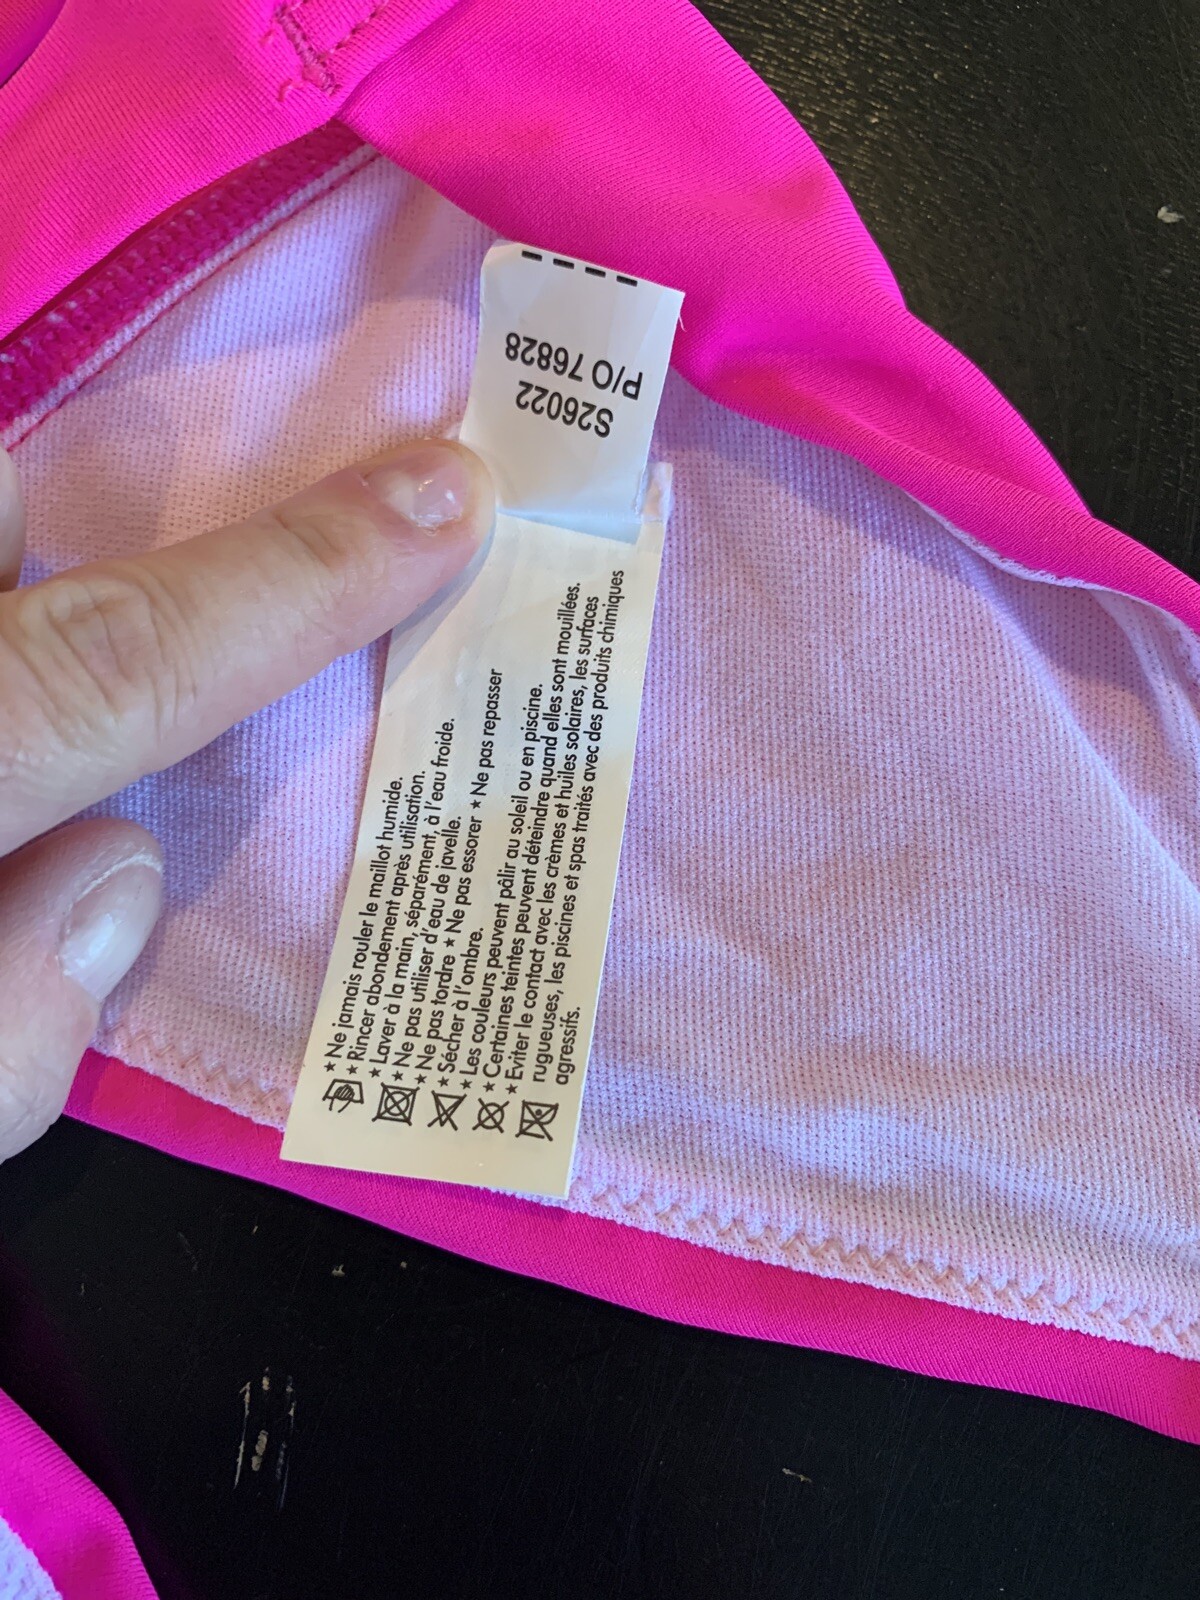 S26022
P/O 76828
* Ne jamais rouler le maillot humide.
* Rincer abondement après utilisation.
* Laver à la main, séparément, à l'eau froide.
* Ne pas utiliser d'eau de javelle.
* Ne pas tordre * Ne pas essorer * Ne pas repasser
* Sécher à l'ombre.
* Les couleurs peuvent pâlir au soleil ou en piscine.
* Certaines teintes peuvent déteindre quand elles sont mouillées.
* Eviter le contact avec les crèmes et huiles solaires, les surfaces
rugueuses, les piscines et spas traités avec des produits chimiques
agressifs.